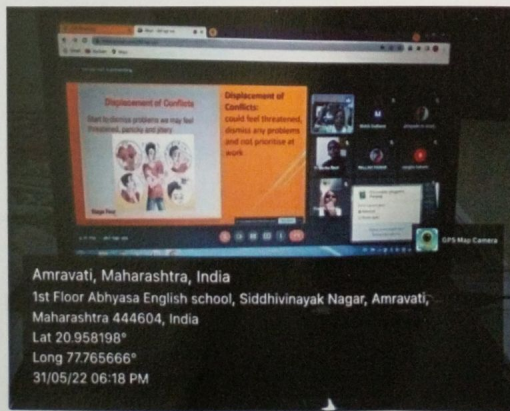 Displacement of Conflicts
Start to dismiss problems we may feel
threatened, panicky and jittery
Stage Four
Displacement of
Conflicts:
could feel threatened,
dismiss any problems
and not prioritise at
work
GPS Map Camera
Amravati, Maharashtra, India
1st Floor Abhyasa English school, Siddhivinayak Nagar, Amravati,
Maharashtra 444604, India
Lat 20.958198°
Long 77.765666°
31/05/22 06:18 PM